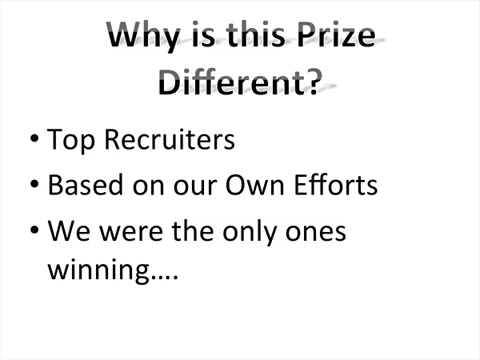 Why is this Prize
Different?
• Top Recruiters
• Based on our Own Efforts
• We were the only ones
winning....